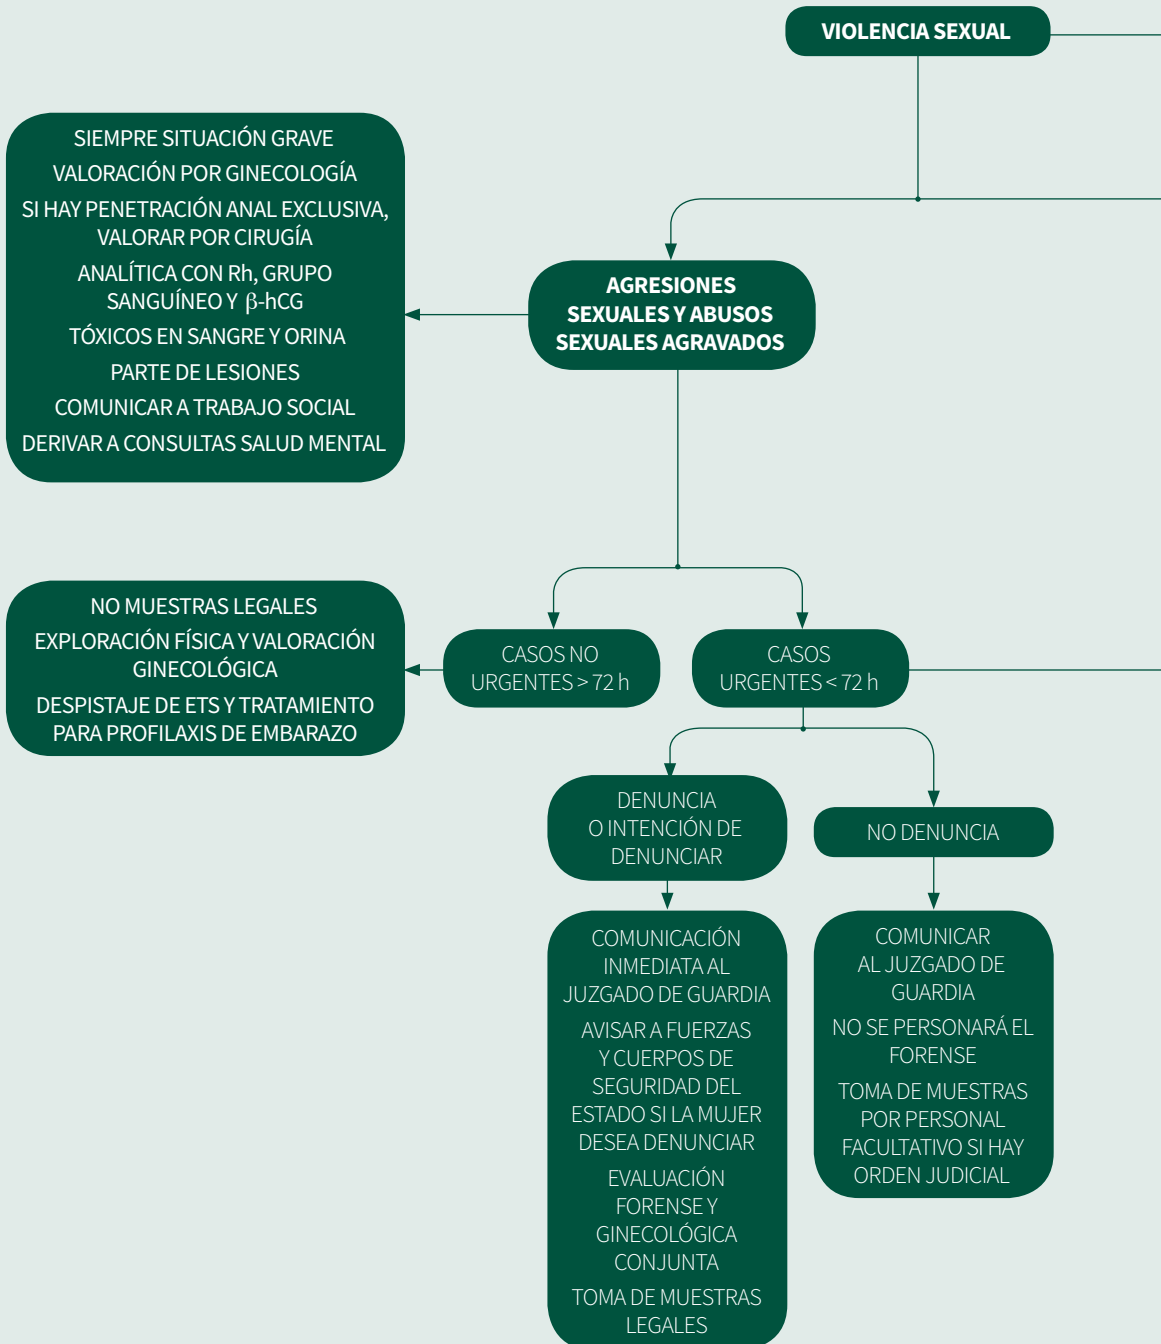 VIOLENCIA SEXUAL
SIEMPRE SITUACIÓN GRAVE
VALORACIÓN POR GINECOLOGÍA
SI HAY PENETRACIÓN ANAL EXCLUSIVA,
VALORAR POR CIRUGÍA
ANALÍTICA CON Rh, GRUPO
SANGUÍNEO Y β-hCG
TÓXICOS EN SANGRE Y ORINA
PARTE DE LESIONES
COMUNICAR A TRABAJO SOCIAL
DERIVAR A CONSULTAS SALUD MENTAL
AGRESIONES
SEXUALES Y ABUSOS
SEXUALES AGRAVADOS
NO MUESTRAS LEGALES
EXPLORACIÓN FÍSICA Y VALORACIÓN
GINECOLÓGICA
DESPISTAJE DE ETS Y TRATAMIENTO
PARA PROFILAXIS DE EMBARAZO
CASOS NO
URGENTES > 72 h
CASOS
URGENTES < 72 h
DENUNCIA
O INTENCIÓN DE
DENUNCIAR
NO DENUNCIA
COMUNICACIÓN
INMEDIATA AL
JUZGADO DE GUARDIA
AVISAR A FUERZAS
Y CUERPOS DE
SEGURIDAD DEL
ESTADO SI LA MUJER
DESEA DENUNCIAR
EVALUACIÓN
FORENSE Y
GINECOLÓGICA
CONJUNTA
TOMA DE MUESTRAS
LEGALES
COMUNICAR
AL JUZGADO DE
GUARDIA
NO SE PERSONARÁ EL
FORENSE
TOMA DE MUESTRAS
POR PERSONAL
FACULTATIVO SI HAY
ORDEN JUDICIAL